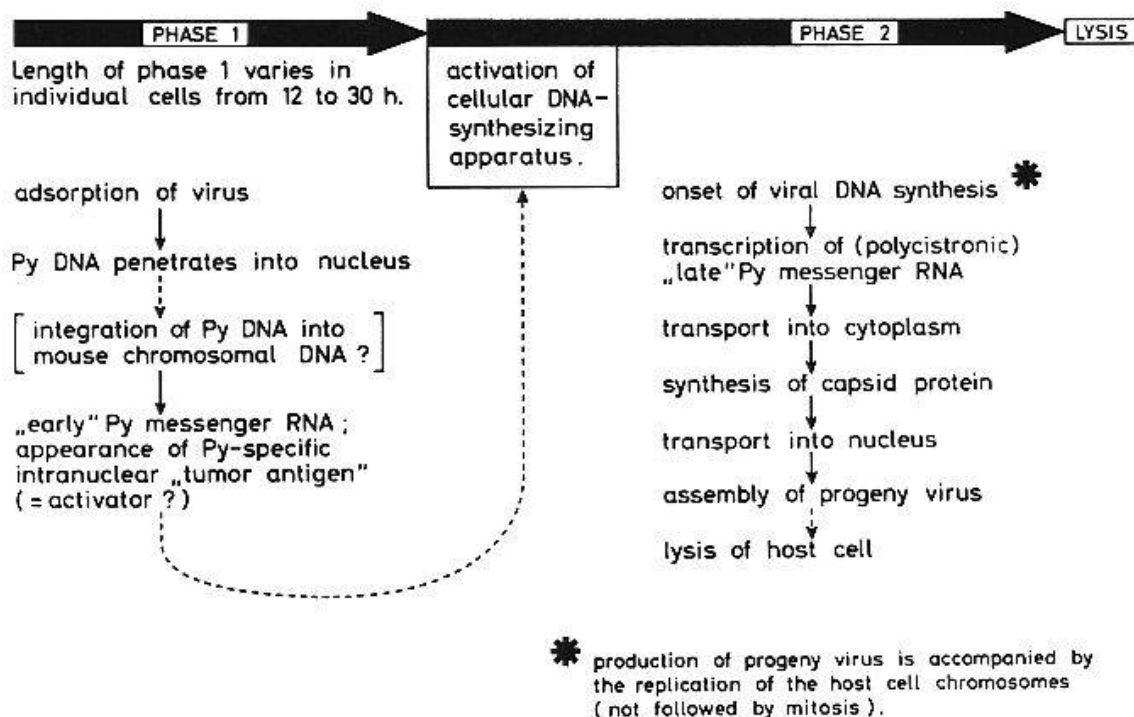 PHASE 1
PHASE 2
LYSIS
Length of phase 1 varies in
individual cells from 12 to 30 h.
activation of
cellular DNA-
synthesizing
apparatus.
adsorption of virus
Py DNA penetrates into nucleus
[integration of Py DNA into
mouse chromosomal DNA ?]
„early" Py messenger RNA ;
appearance of Py-specific
intranuclear „tumor antigen"
( = activator ?)
onset of viral DNA synthesis *
transcription of (polycistronic)
„late" Py messenger RNA
transport into cytoplasm
synthesis of capsid protein
transport into nucleus
assembly of progeny virus
lysis of host cell
* production of progeny virus is accompanied by
the replication of the host cell chromosomes
( not followed by mitosis ).